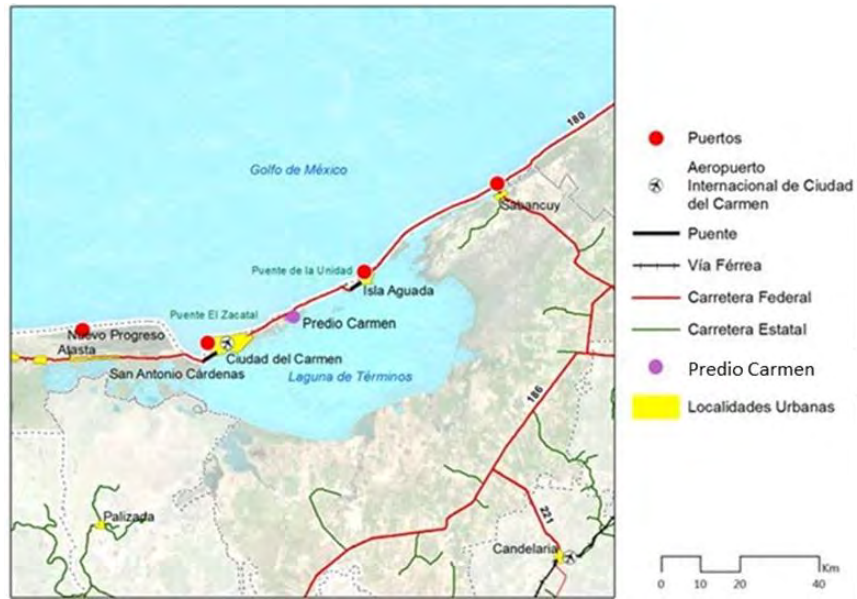 180
Golfo de México
Sabancuy
Puente de la Unidad
Isla Aguada
Puente El Zacatal
Predio Carmen
Nuevo Progreso
Atasta
Ciudad del Carmen
San Antonio Cárdenas
Laguna de Términos
186
221
Palizada
Candelaria
Puertos
Aeropuerto
Internacional de Ciudad
del Carmen
Puente
Vía Férrea
Carretera Federal
Carretera Estatal
Predio Carmen
Localidades Urbanas
Km
0 10 20 40